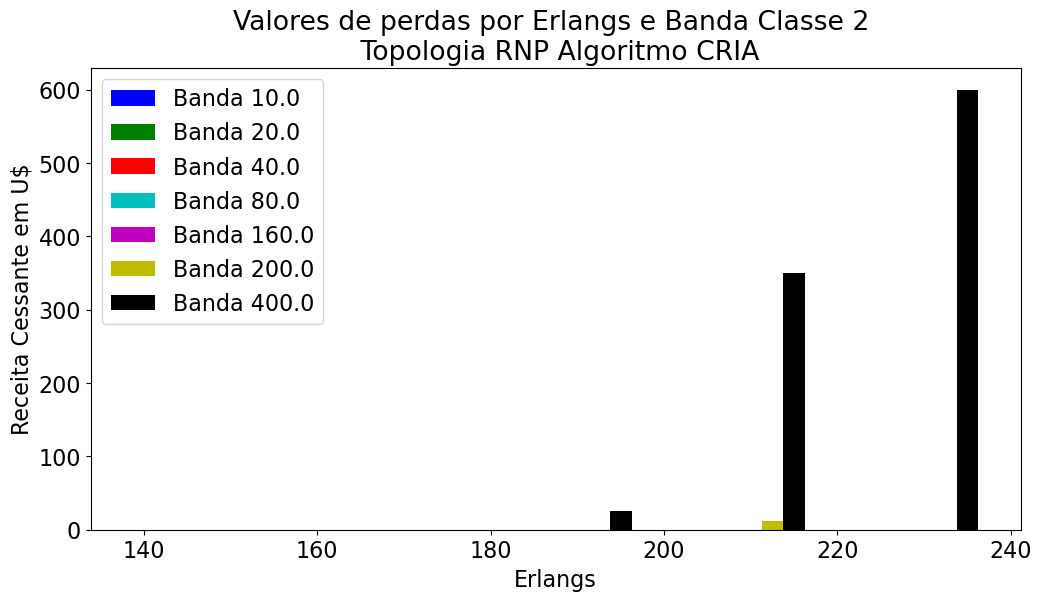 Valores de perdas por Erlangs e Banda Classe 2
Topologia RNP Algoritmo CRIA
Receita Cessante em U$
600
500
400
300
200
100
0
Banda 10.0
Banda 20.0
Banda 40.0
Banda 80.0
Banda 160.0
Banda 200.0
Banda 400.0
140 160 180 200 220 240
Erlangs